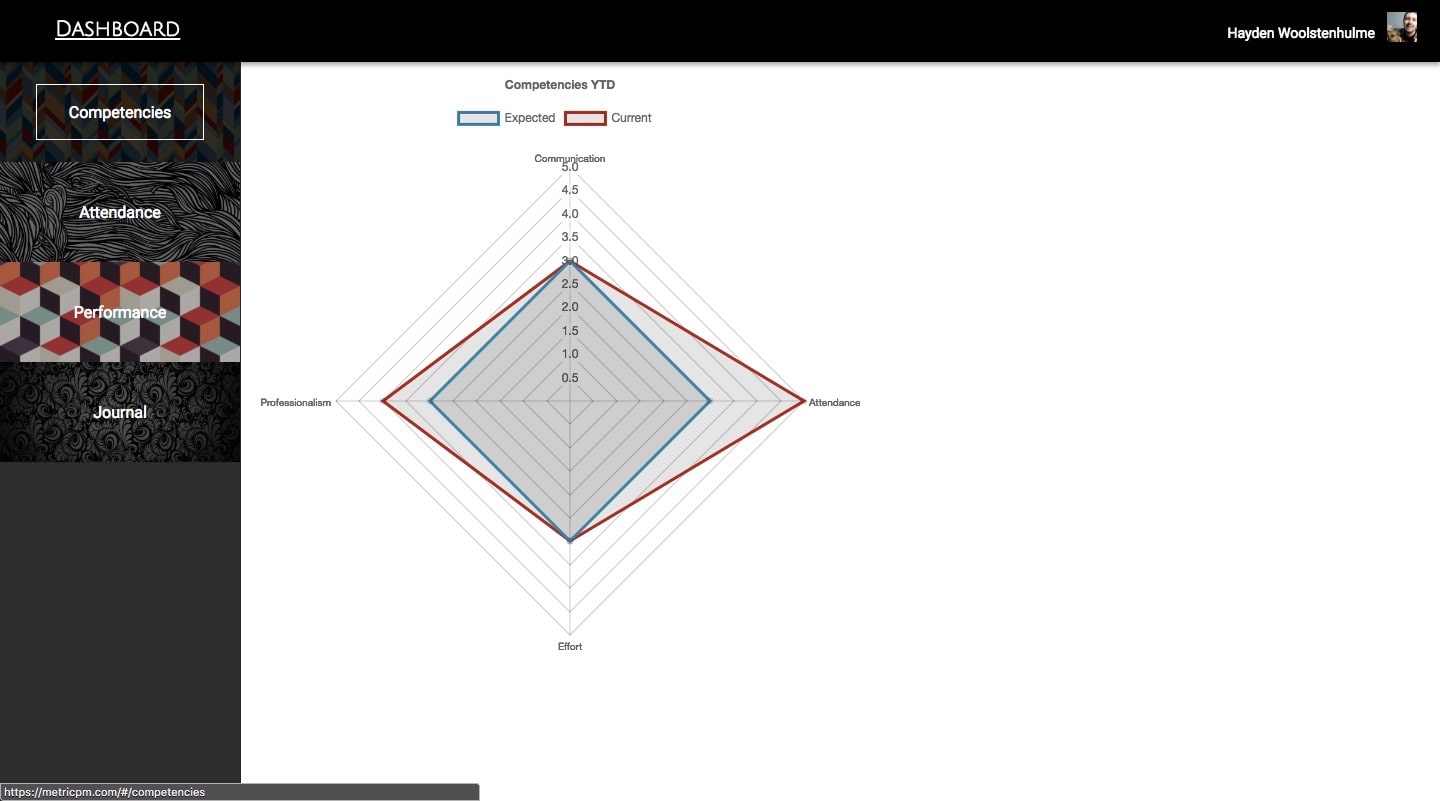 Dashboard
Hayden Woolstenhulme
Competencies
Attendance
Performance
Journal
Competencies YTD
Expected Current
Communication
5.0
4.5
4.0
3.5
3.0
2.5
2.0
1.5
1.0
0.5
Professionalism
Attendance
Effort
https://metricpm.com/#/competencies